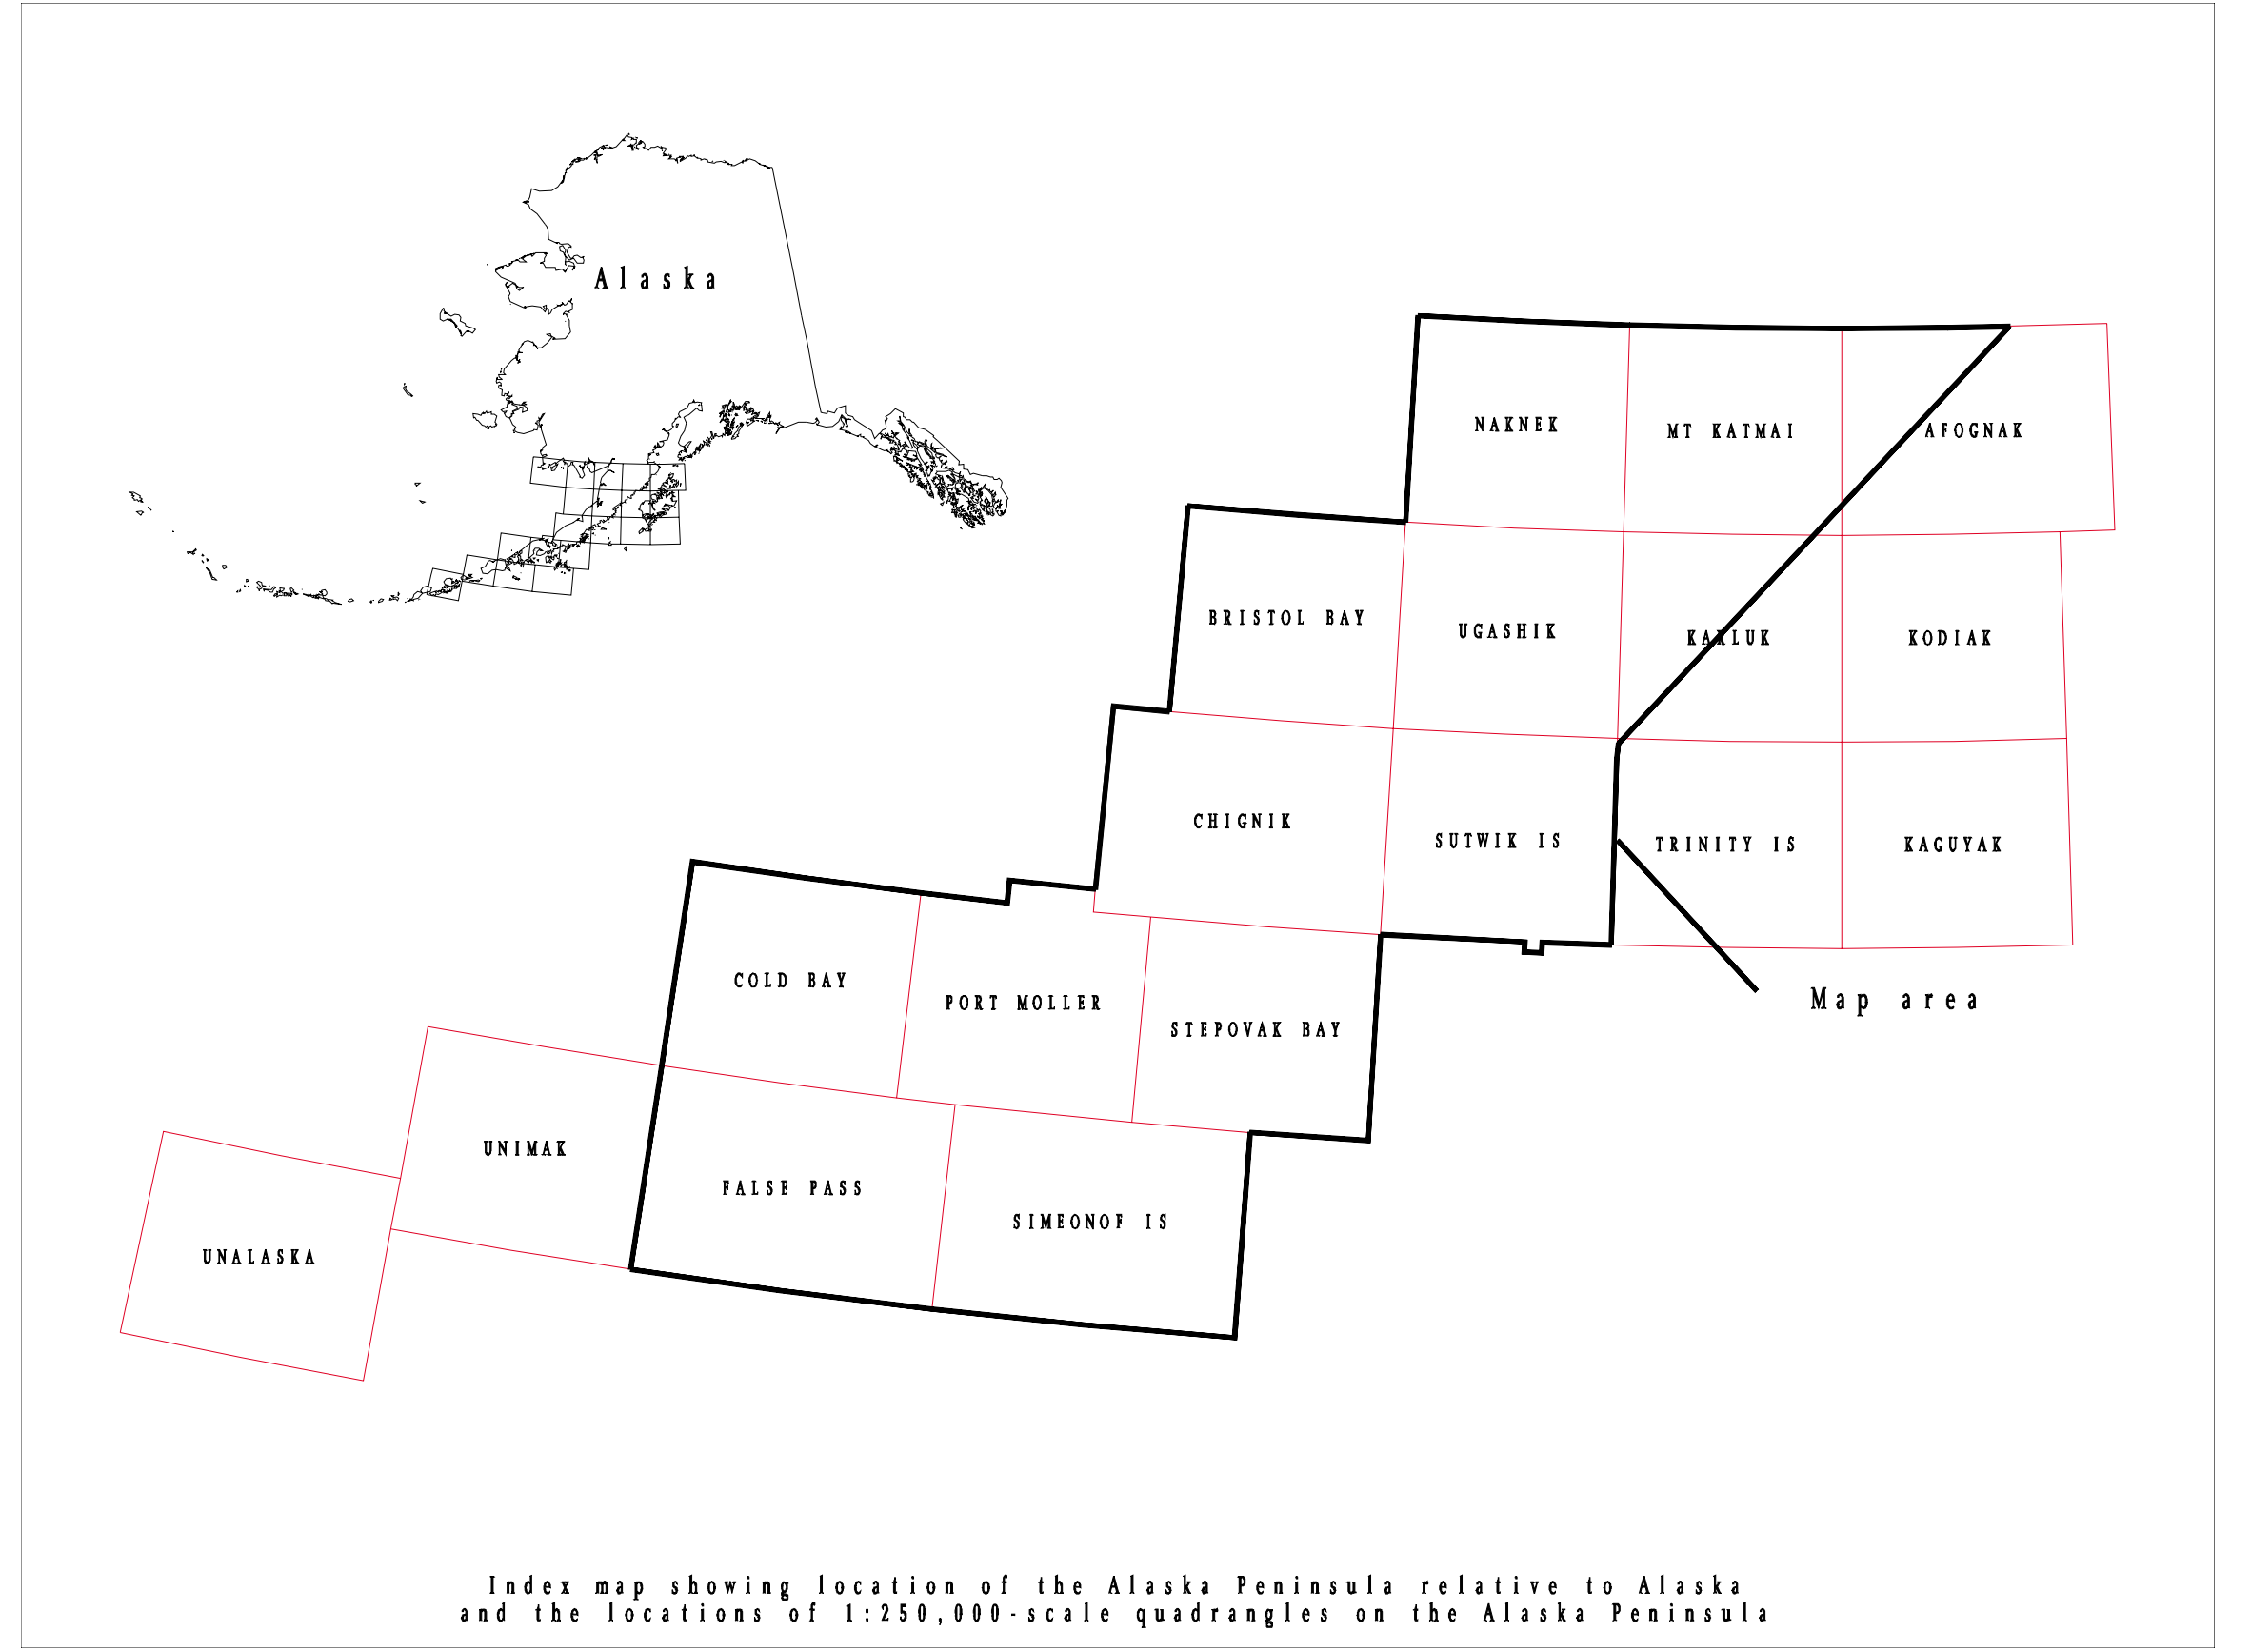 Alaska
NAKNEK
MT KATMAI
AFOGNAK
BRISTOL BAY
UGASHIK
KARLUK
KODIAK
CHIGNIK
SUTWIK IS
TRINITY IS
KAGUYAK
COLD BAY
PORT MOLLER
STEPOVAK BAY
Map area
UNIMAK
FALSE PASS
SIMEONOF IS
UNALASKA
Index map showing location of the Alaska Peninsula relative to Alaska
and the locations of 1:250,000-scale quadrangles on the Alaska Peninsula